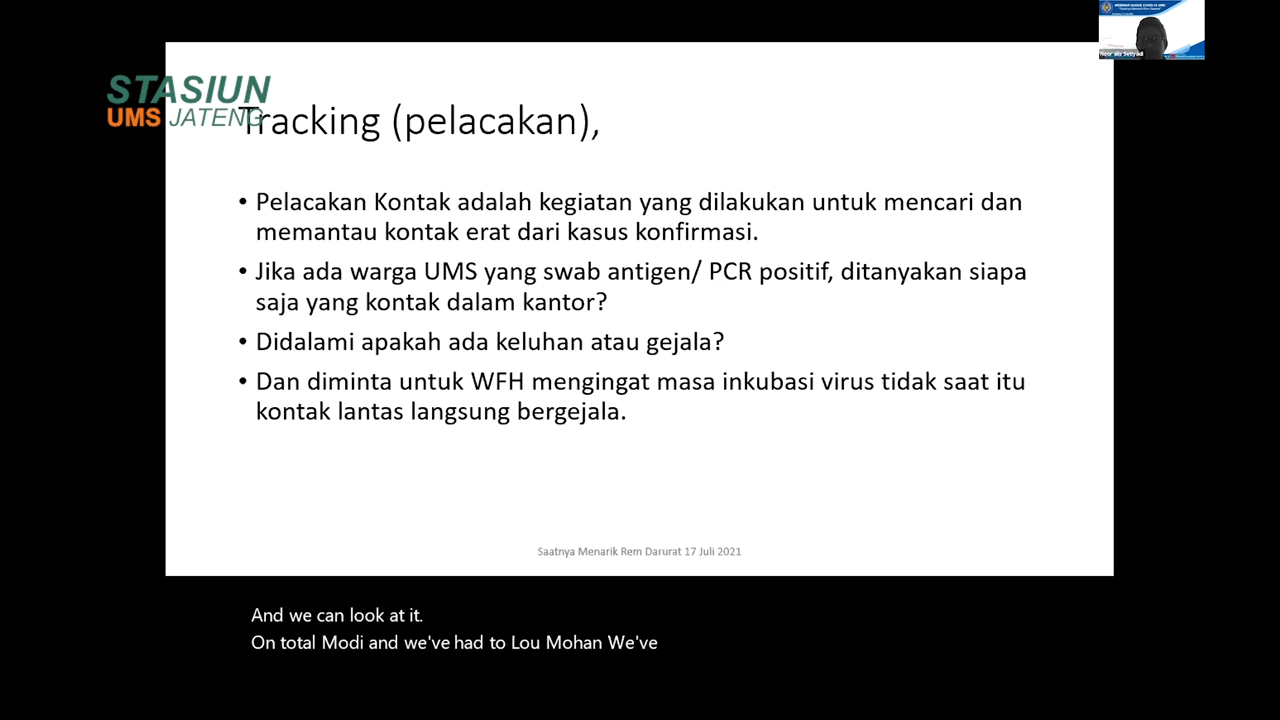 STASIUN
UMS JATENG
Tracking (pelacakan),
• Pelacakan Kontak adalah kegiatan yang dilakukan untuk mencari dan
memantau kontak erat dari kasus konfirmasi.
• Jika ada warga UMS yang swab antigen/ PCR positif, ditanyakan siapa
saja yang kontak dalam kantor?
• Didalami apakah ada keluhan atau gejala?
• Dan diminta untuk WFH mengingat masa inkubasi virus tidak saat itu
kontak lantas langsung bergejala.
Saatnya Menarik Rem Darurat 17 Juli 2021
And we can look at it.
On total Modi and we've had to Lou Mohan We've